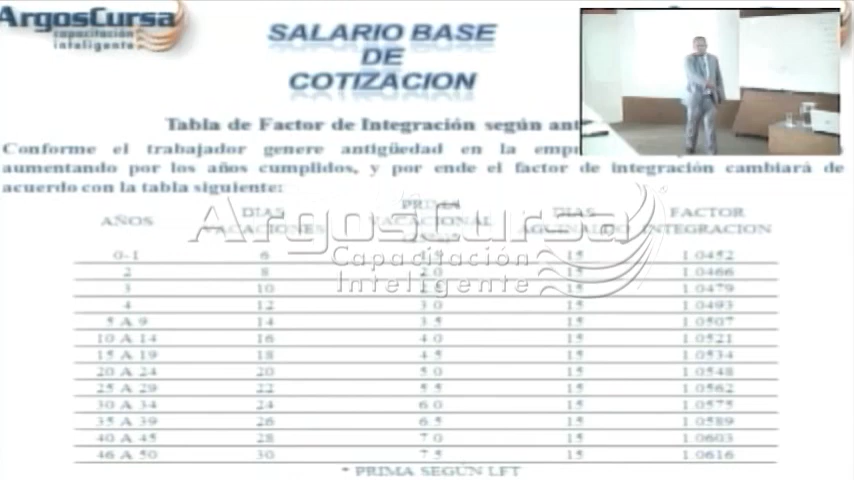 ArgosCursa
capacitación
inteligente
SALARIO BASE
DE
COTIZACION
Tabla de Factor de Integración según
Conforme el trabajador genere antigüedad en la
aumentando por los años cumplidos, y por ende el factor de integración cambiará de
acuerdo con la tabla siguiente:
AÑOS DIAS VACACIONES PRIMA VACACIONAL DIAS AGUINALDO FACTOR INTEGRACION
ArgosCursa
Capacitación
Inteligente
0-1 6 15 1.0452
2 8 2.0 15 1.0466
3 10 15 1.0479
4 12 3.0 15 1.0493
5 A 9 14 3.5 15 1.0507
10 A 14 16 4.0 15 1.0521
15 A 19 18 4.5 15 1.0534
20 A 24 20 5.0 15 1.0548
25 A 29 22 5.5 15 1.0562
30 A 34 24 6.0 15 1.0575
35 A 39 26 6.5 15 1.0589
40 A 45 28 7.0 15 1.0603
46 A 50 30 7.5 15 1.0616
* PRIMA SEGÚN LFT